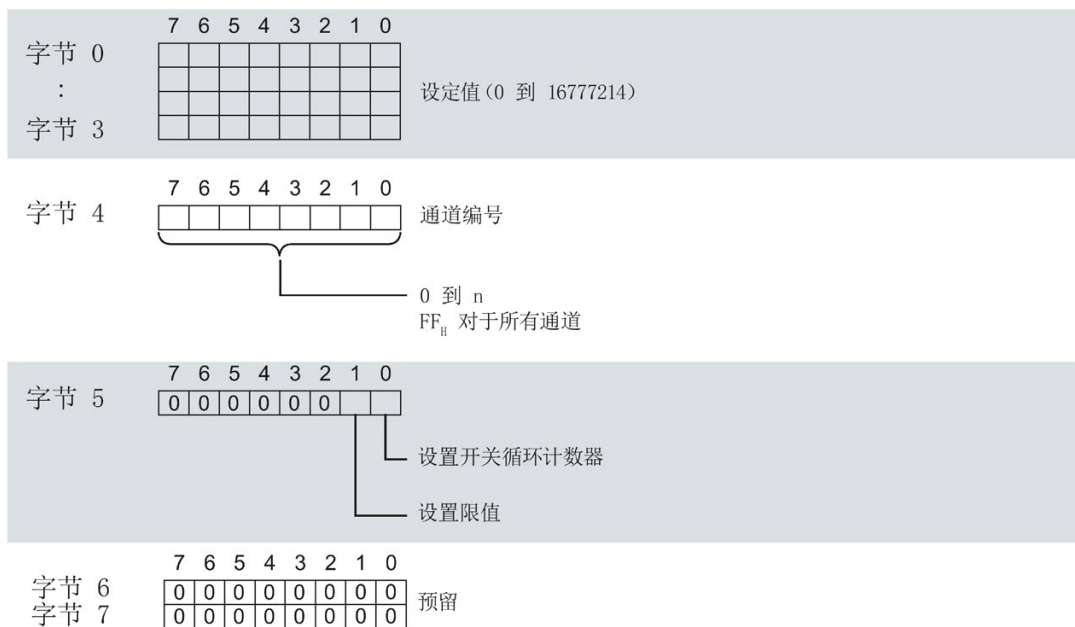 7 6 5 4 3 2 1 0
字节 0
:
字节 3
设定值(0 到 16777214)
7 6 5 4 3 2 1 0
字节 4
通道编号
0 到 n
FFH 对于所有通道
7 6 5 4 3 2 1 0
字节 5
0 0 0 0 0 0
设置开关循环计数器
设置限值
7 6 5 4 3 2 1 0
字节 6
0 0 0 0 0 0 0 0
字节 7
0 0 0 0 0 0 0 0
预留